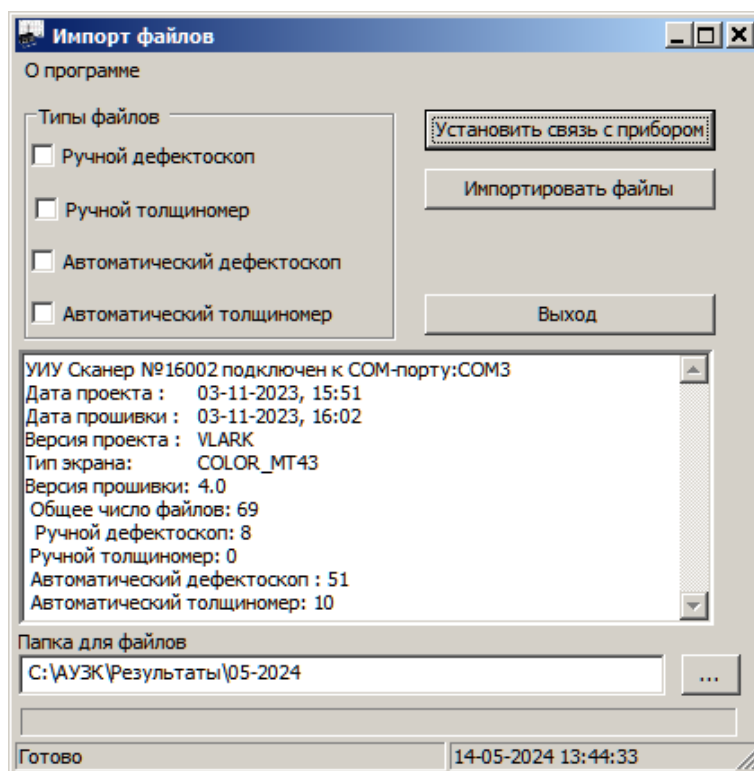 Импорт файлов
О программе
Типы файлов
Ручной дефектоскоп
Ручной толщиномер
Автоматический дефектоскоп
Автоматический толщиномер
Установить связь с прибором
Импортировать файлы
Выход
УИУ Сканер №16002 подключен к COM-порту:COM3
Дата проекта : 03-11-2023, 15:51
Дата прошивки : 03-11-2023, 16:02
Версия проекта : VLARK
Тип экрана: COLOR_MT43
Версия прошивки: 4.0
Общее число файлов: 69
Ручной дефектоскоп: 8
Ручной толщиномер: 0
Автоматический дефектоскоп : 51
Автоматический толщиномер: 10
Папка для файлов
C:\АУЗК\Результаты\05-2024
...
Готово
14-05-2024 13:44:33